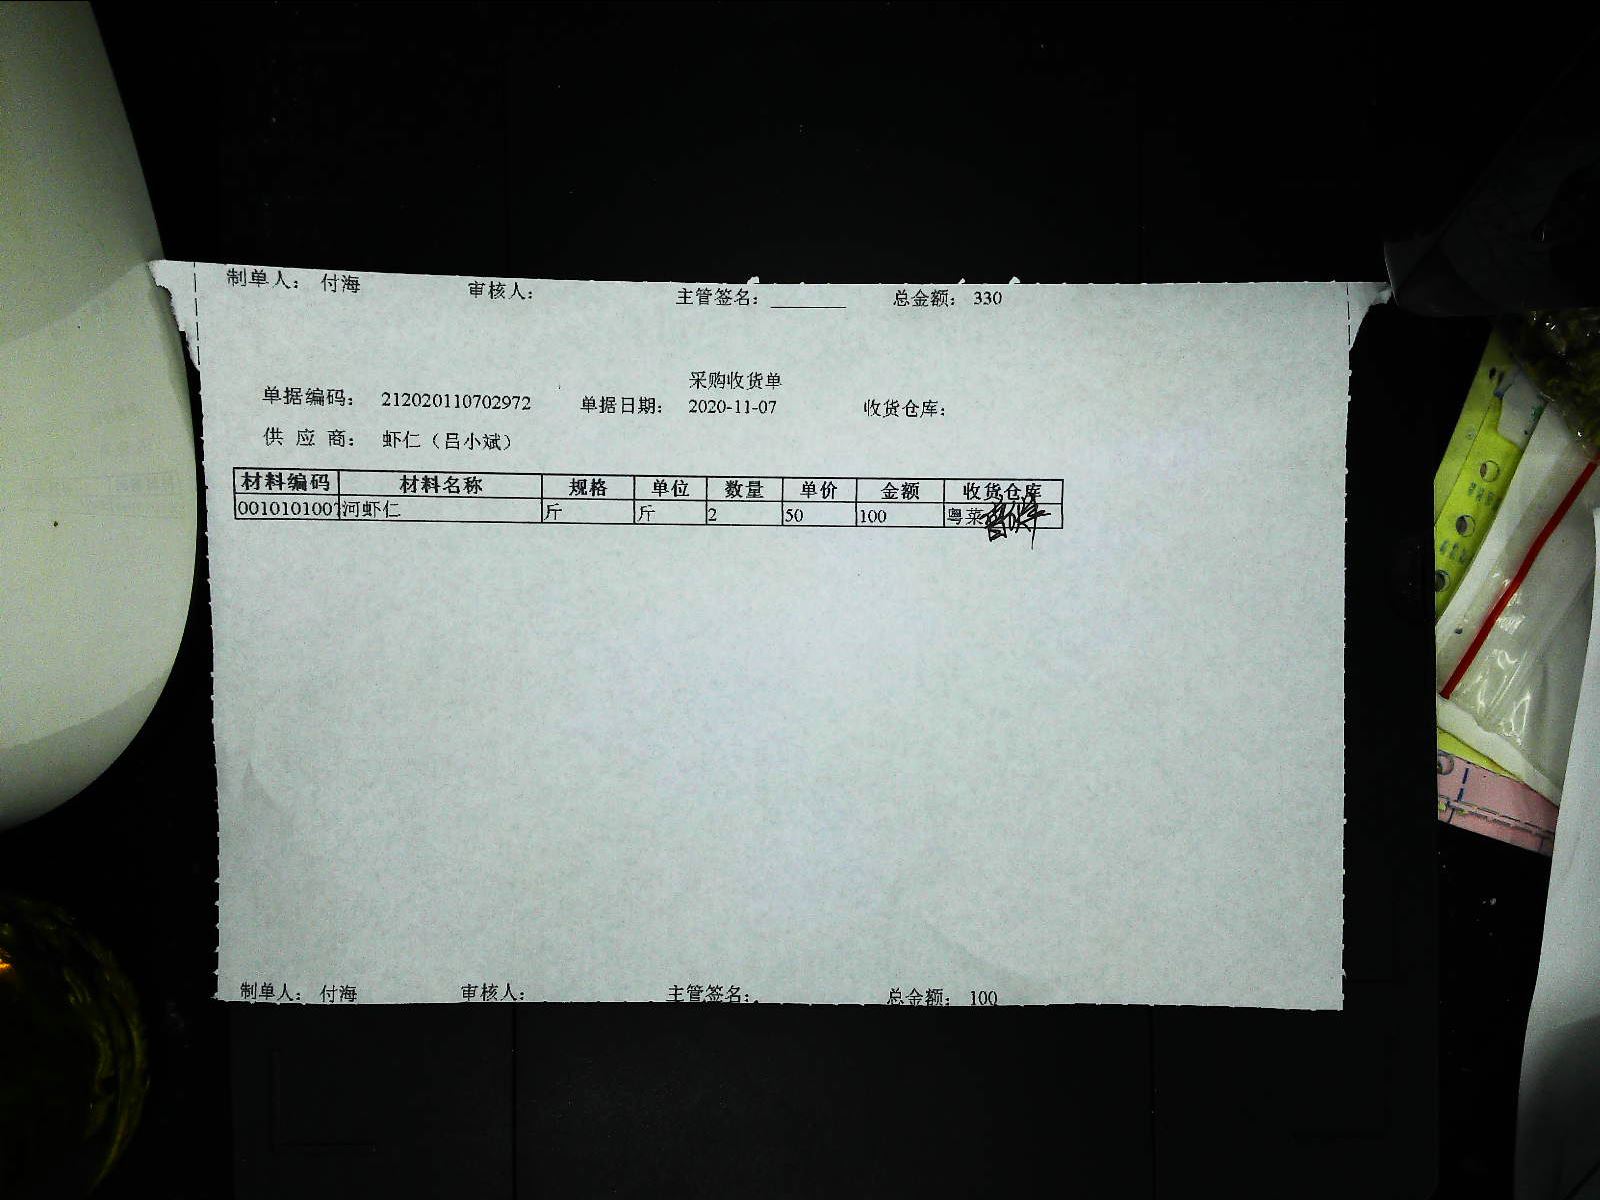 制单人： 付海 审核人： 主管签名： 总金额： 330
采购收货单
单据编码： 212020110702972 单据日期： 2020-11-07 收货仓库：
供 应 商： 虾仁（吕小斌）
材料编码 材料名称 规格 单位 数量 单价 金额 收货仓库
0010101007 河虾仁 斤 斤 2 50 100 粤菜
制单人： 付海 审核人： 主管签名： 总金额： 100